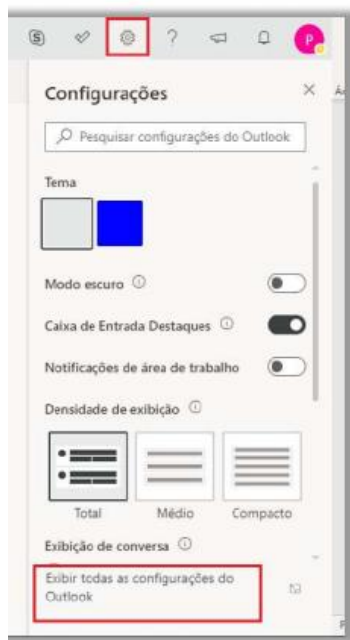 S ?
P
Configurações
Pesquisar configurações do Outlook
Tema
Modo escuro
Caixa de Entrada Destaques
Notificações de área de trabalho
Densidade de exibição
Total Médio Compacto
Exibição de conversa
Exibir todas as configurações do
Outlook